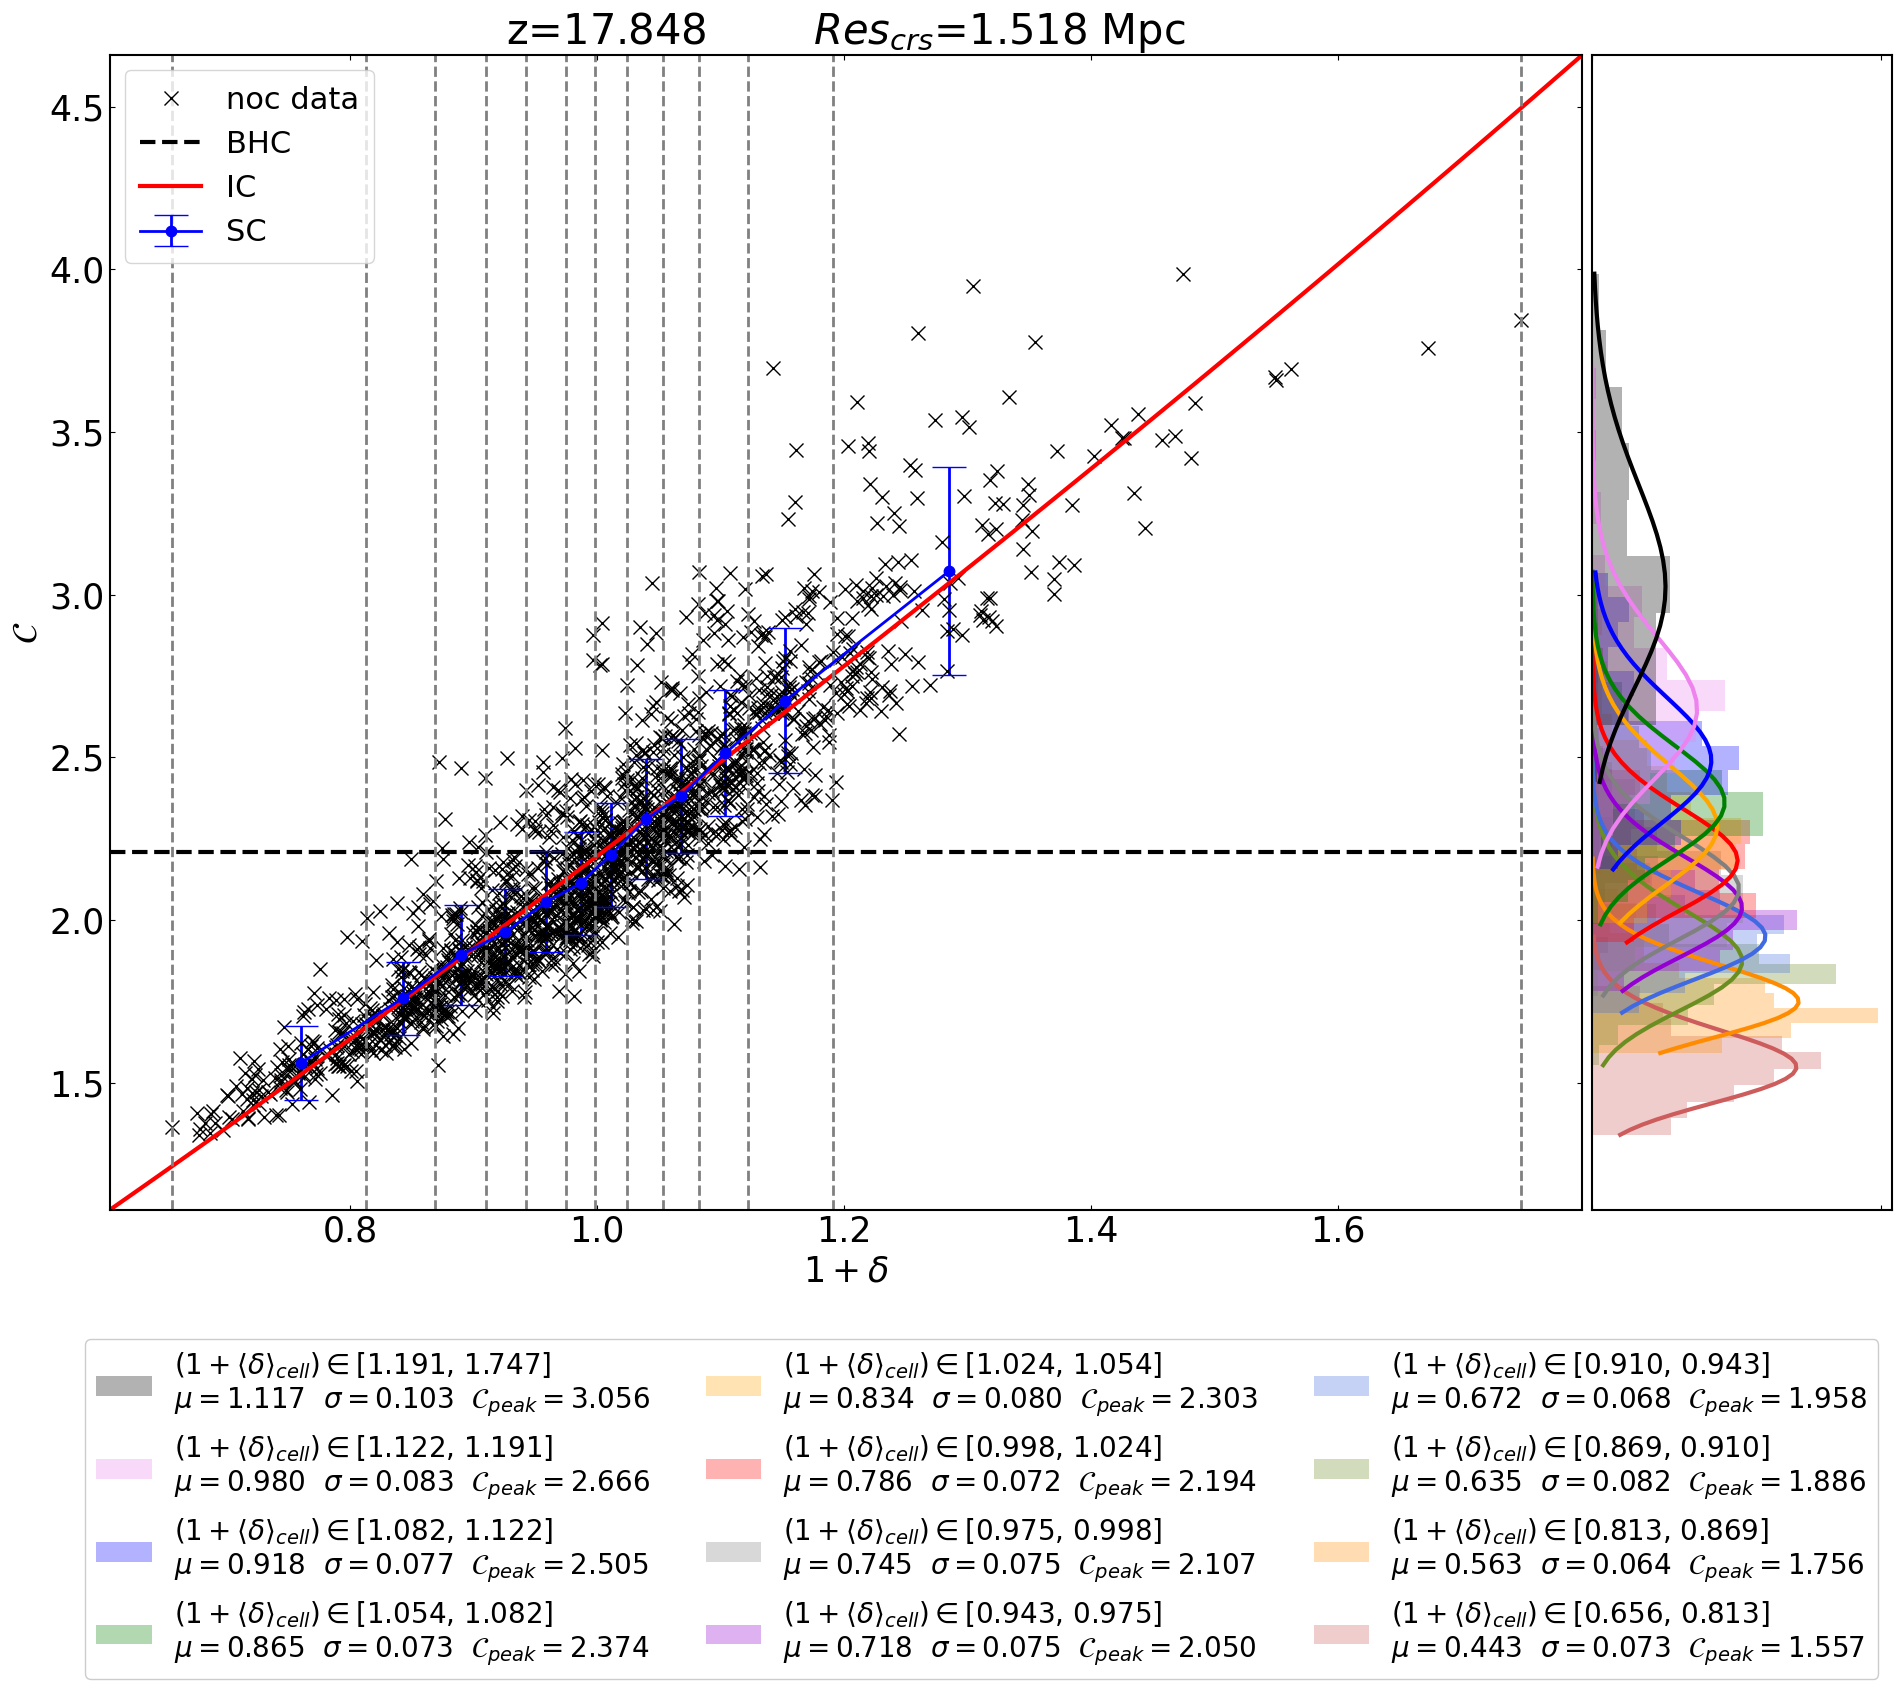 z=17.848 Res_crs=1.518 Mpc
noc data
BHC
IC
SC
4.5
4.0
3.5
3.0
2.5
2.0
1.5
𝒞
0.8 1.0 1.2 1.4 1.6
1 + δ
(1 + ⟨δ⟩_cell) ∈ [1.191, 1.747]
μ = 1.117 σ = 0.103 𝒞_peak = 3.056
(1 + ⟨δ⟩_cell) ∈ [1.122, 1.191]
μ = 0.980 σ = 0.083 𝒞_peak = 2.666
(1 + ⟨δ⟩_cell) ∈ [1.082, 1.122]
μ = 0.918 σ = 0.077 𝒞_peak = 2.505
(1 + ⟨δ⟩_cell) ∈ [1.054, 1.082]
μ = 0.865 σ = 0.073 𝒞_peak = 2.374
(1 + ⟨δ⟩_cell) ∈ [1.024, 1.054]
μ = 0.834 σ = 0.080 𝒞_peak = 2.303
(1 + ⟨δ⟩_cell) ∈ [0.998, 1.024]
μ = 0.786 σ = 0.072 𝒞_peak = 2.194
(1 + ⟨δ⟩_cell) ∈ [0.975, 0.998]
μ = 0.745 σ = 0.075 𝒞_peak = 2.107
(1 + ⟨δ⟩_cell) ∈ [0.943, 0.975]
μ = 0.718 σ = 0.075 𝒞_peak = 2.050
(1 + ⟨δ⟩_cell) ∈ [0.910, 0.943]
μ = 0.672 σ = 0.068 𝒞_peak = 1.958
(1 + ⟨δ⟩_cell) ∈ [0.869, 0.910]
μ = 0.635 σ = 0.082 𝒞_peak = 1.886
(1 + ⟨δ⟩_cell) ∈ [0.813, 0.869]
μ = 0.563 σ = 0.064 𝒞_peak = 1.756
(1 + ⟨δ⟩_cell) ∈ [0.656, 0.813]
μ = 0.443 σ = 0.073 𝒞_peak = 1.557